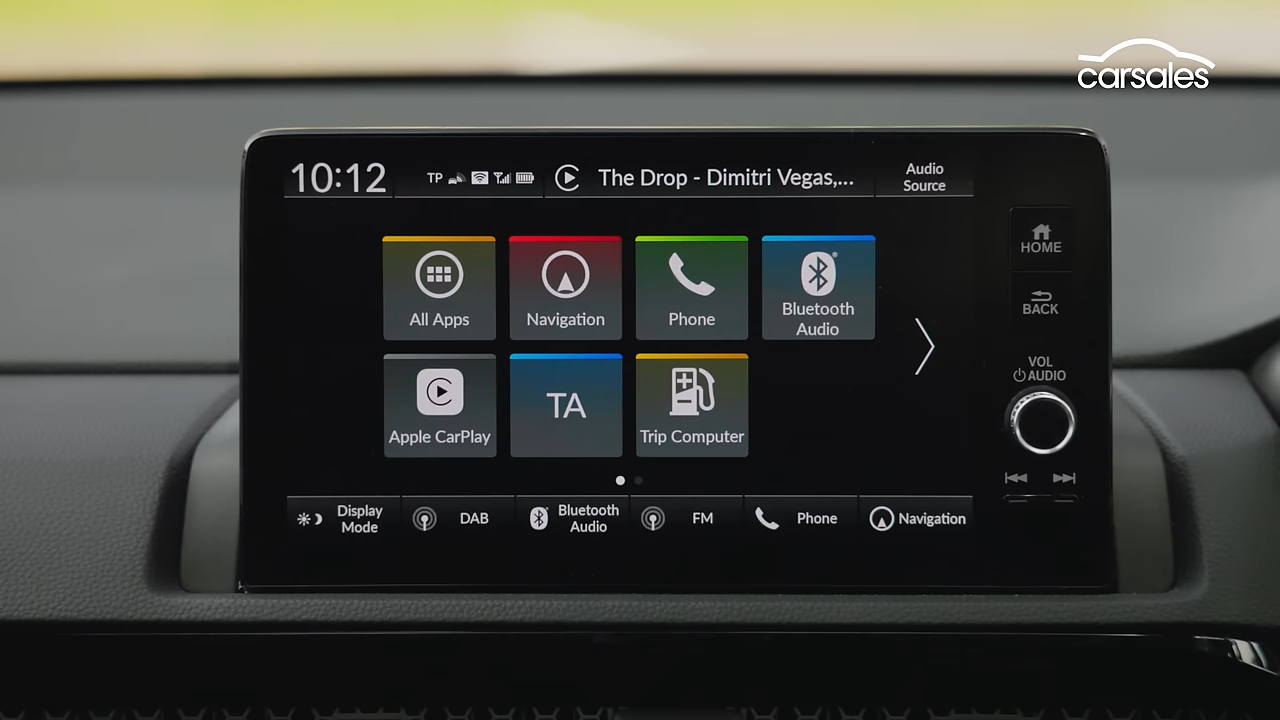 carsales
10:12
TP
The Drop - Dimitri Vegas,...
Audio
Source
HOME
All Apps
Navigation
Phone
Bluetooth
Audio
BACK
VOL
AUDIO
Apple CarPlay
TA
Trip Computer
Display
Mode
DAB
Bluetooth
Audio
FM
Phone
Navigation